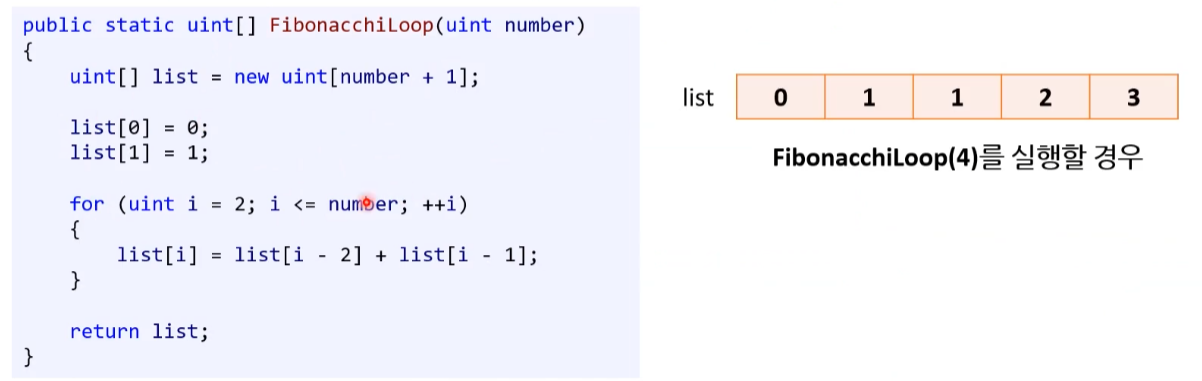 public static uint[] FibonacchiLoop(uint number)
{
    uint[] list = new uint[number + 1];

    list[0] = 0;
    list[1] = 1;

    for (uint i = 2; i <= number; ++i)
    {
        list[i] = list[i - 2] + list[i - 1];
    }

    return list;
}
list 0 1 1 2 3
FibonacchiLoop(4)를 실행할 경우